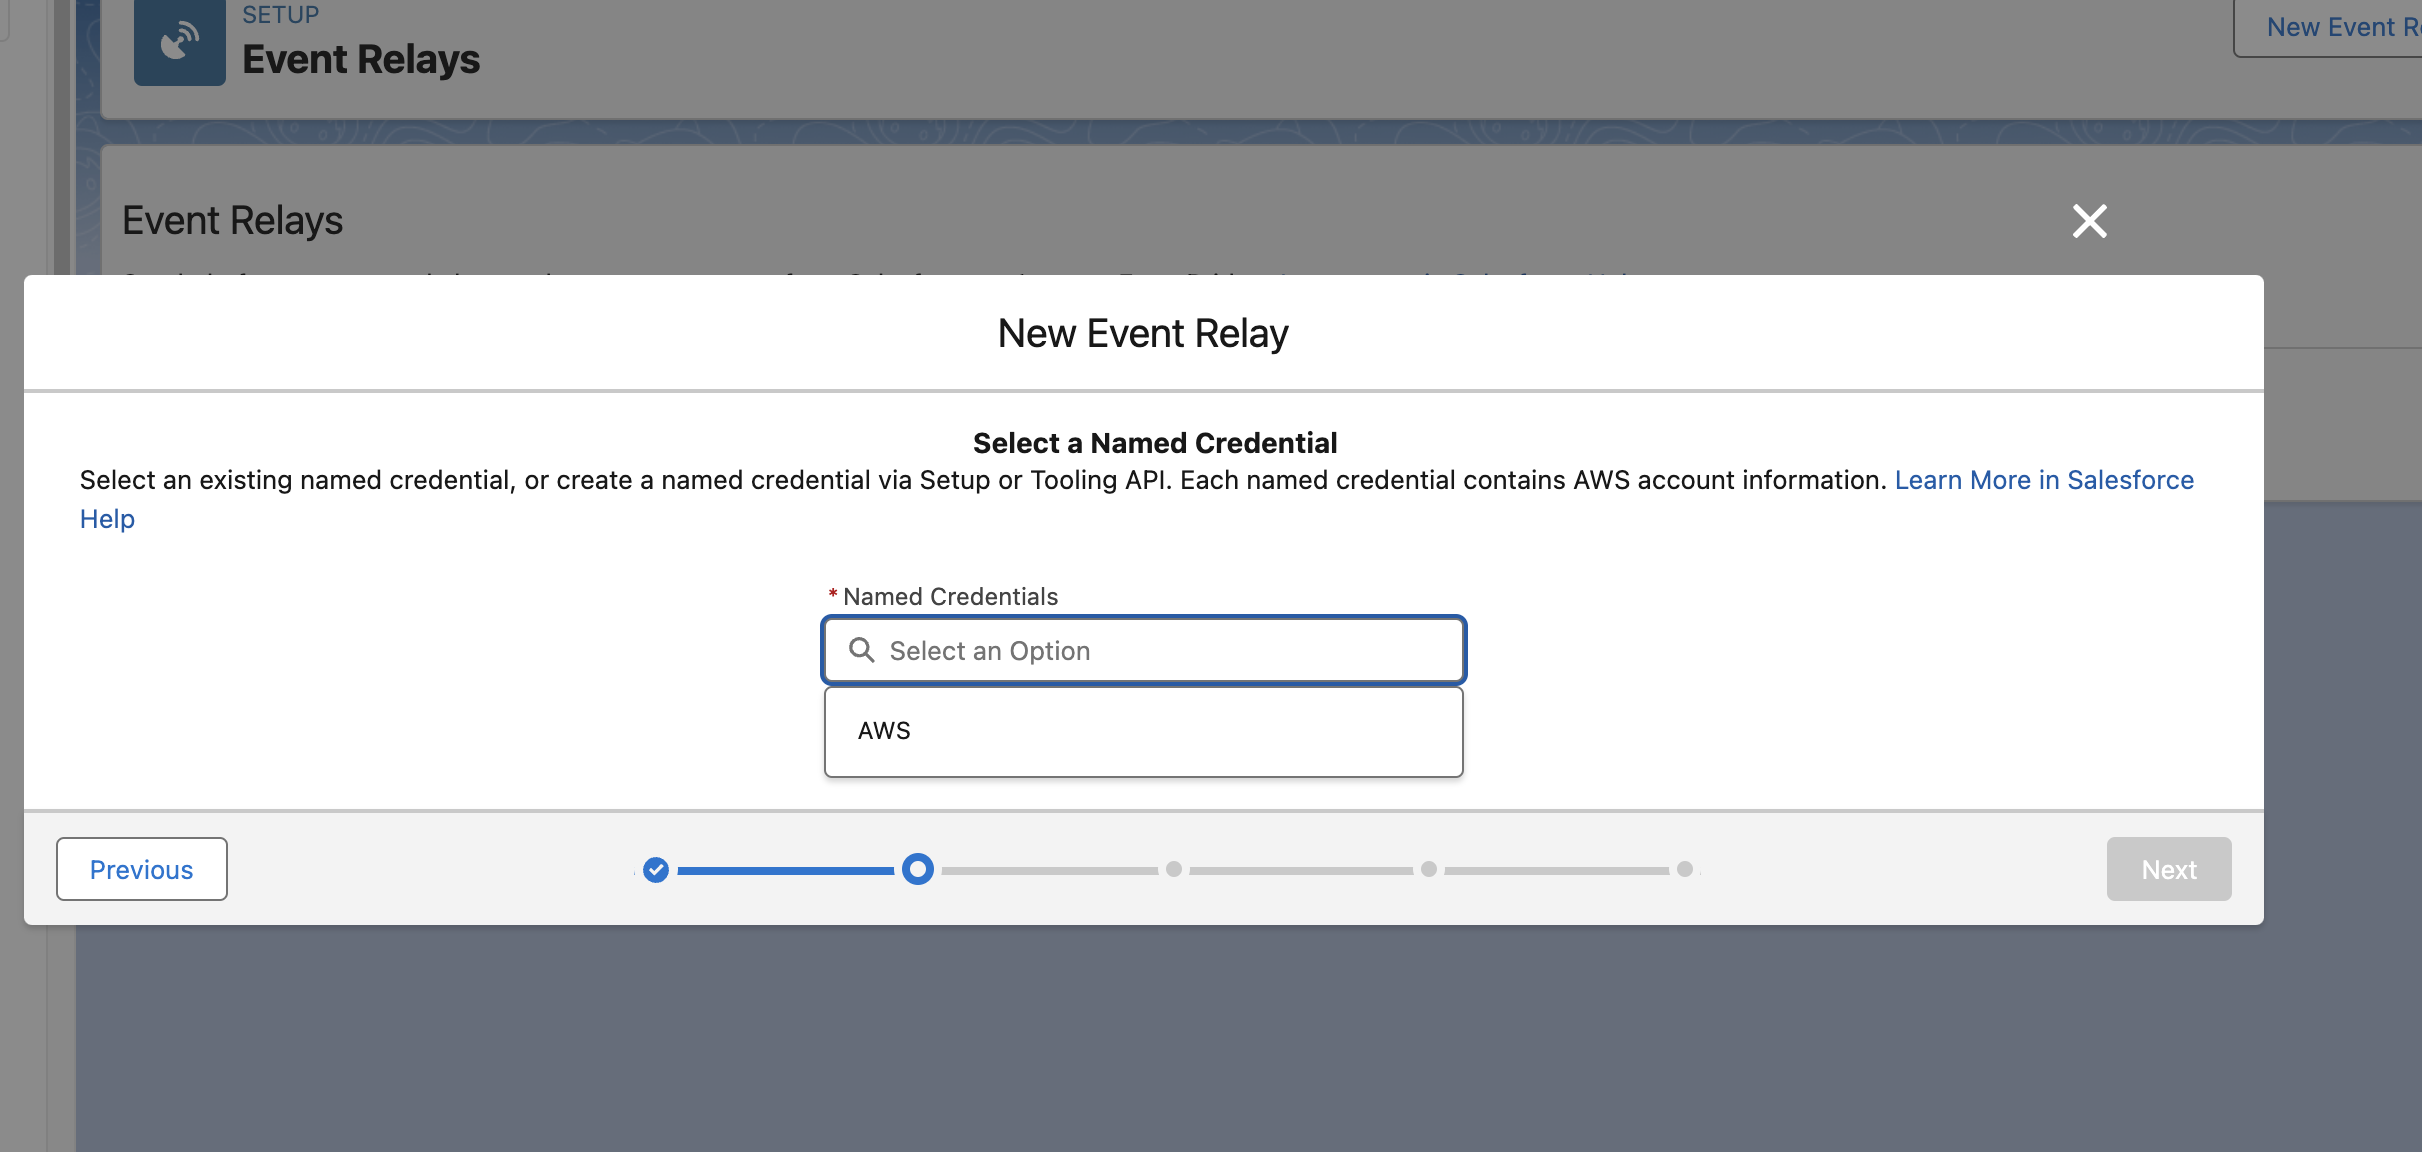 SETUP
Event Relays
New Event R
Event Relays
New Event Relay
Select a Named Credential
Select an existing named credential, or create a named credential via Setup or Tooling API. Each named credential contains AWS account information. Learn More in Salesforce
Help
* Named Credentials
Select an Option
AWS
Previous
Next